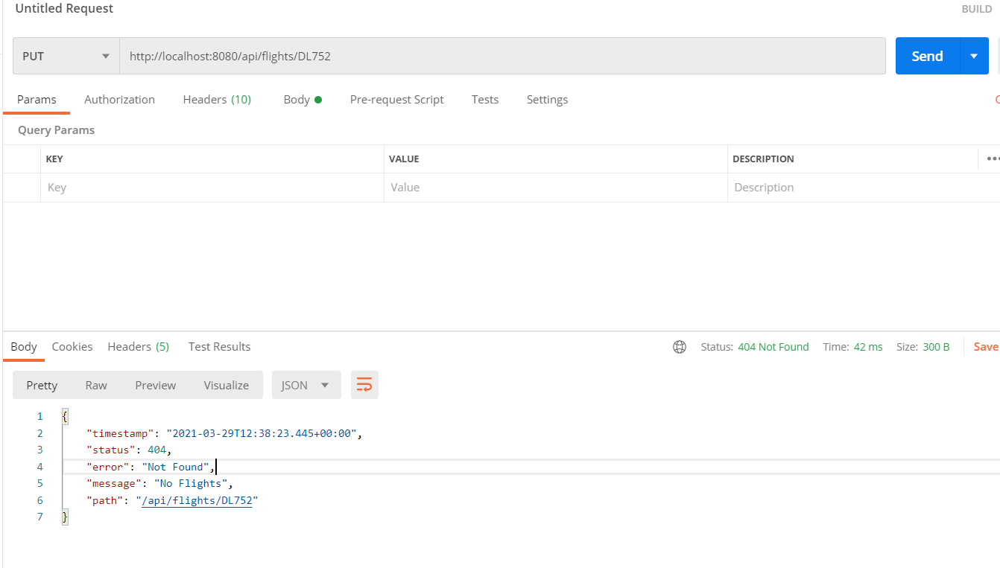 Untitled Request
BUILD
PUT
http://localhost:8080/api/flights/DL752
Send
Params Authorization Headers (10) Body Pre-request Script Tests Settings
Query Params
KEY VALUE DESCRIPTION
Key Value Description
Body Cookies Headers (5) Test Results
Status: 404 Not Found Time: 42 ms Size: 300 B Save
Pretty Raw Preview Visualize JSON
1 {
2 "timestamp": "2021-03-29T12:38:23.445+00:00",
3 "status": 404,
4 "error": "Not Found",
5 "message": "No Flights",
6 "path": "/api/flights/DL752"
7 }